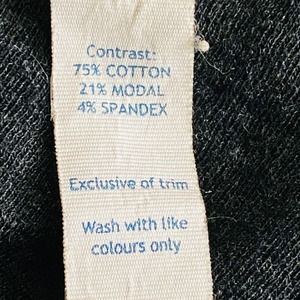 Contrast:
75% COTTON
21% MODAL
4% SPANDEX
Exclusive of trim
Wash with like
colours only